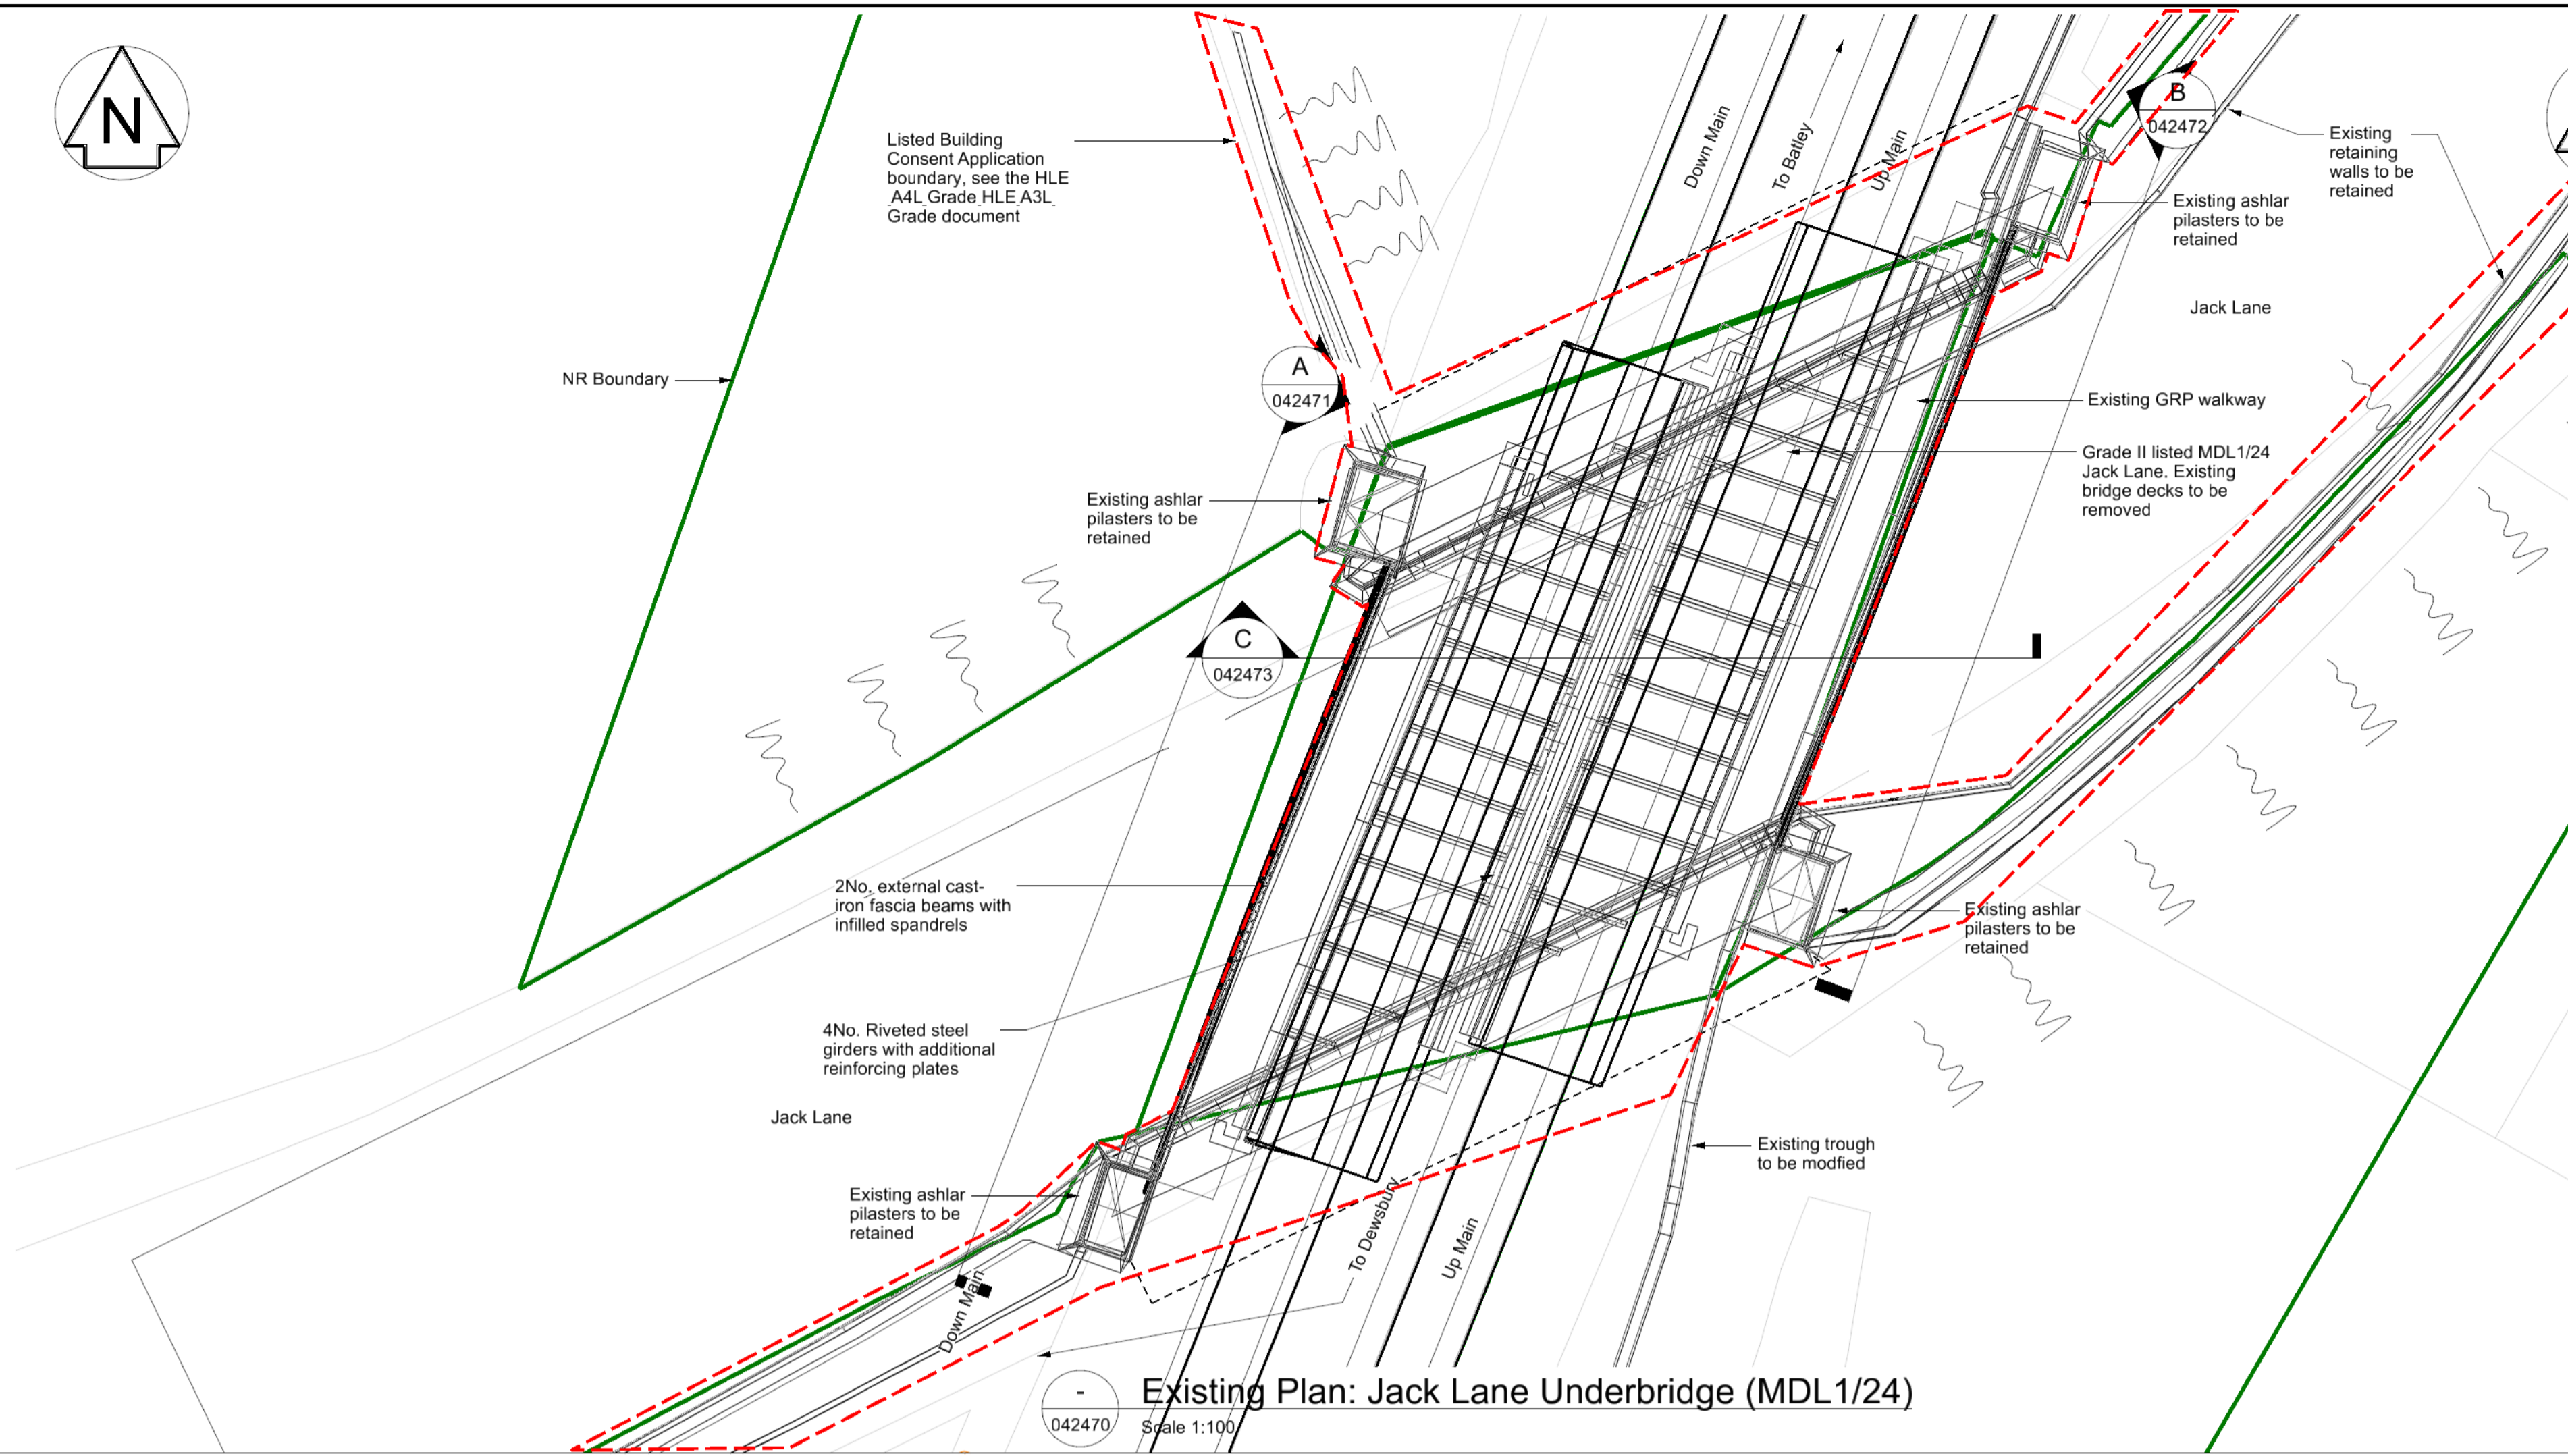 N
Listed Building
Consent Application
boundary, see the HLE
_A4L_Grade_HLE_A3L_
Grade document
Down Main
To Batley
Up Main
B
042472
Existing
retaining
walls to be
retained
Existing ashlar
pilasters to be
retained
Jack Lane
NR Boundary
A
042471
Existing GRP walkway
Grade II listed MDL1/24
Jack Lane. Existing
bridge decks to be
removed
Existing ashlar
pilasters to be
retained
C
042473
2No. external cast-
iron fascia beams with
infilled spandrels
Existing ashlar
pilasters to be
retained
4No. Riveted steel
girders with additional
reinforcing plates
Jack Lane
Existing trough
to be modfied
Existing ashlar
pilasters to be
retained
To Dewsbury
Up Main
Down Main
-
042470
Existing Plan: Jack Lane Underbridge (MDL1/24)
Scale 1:100